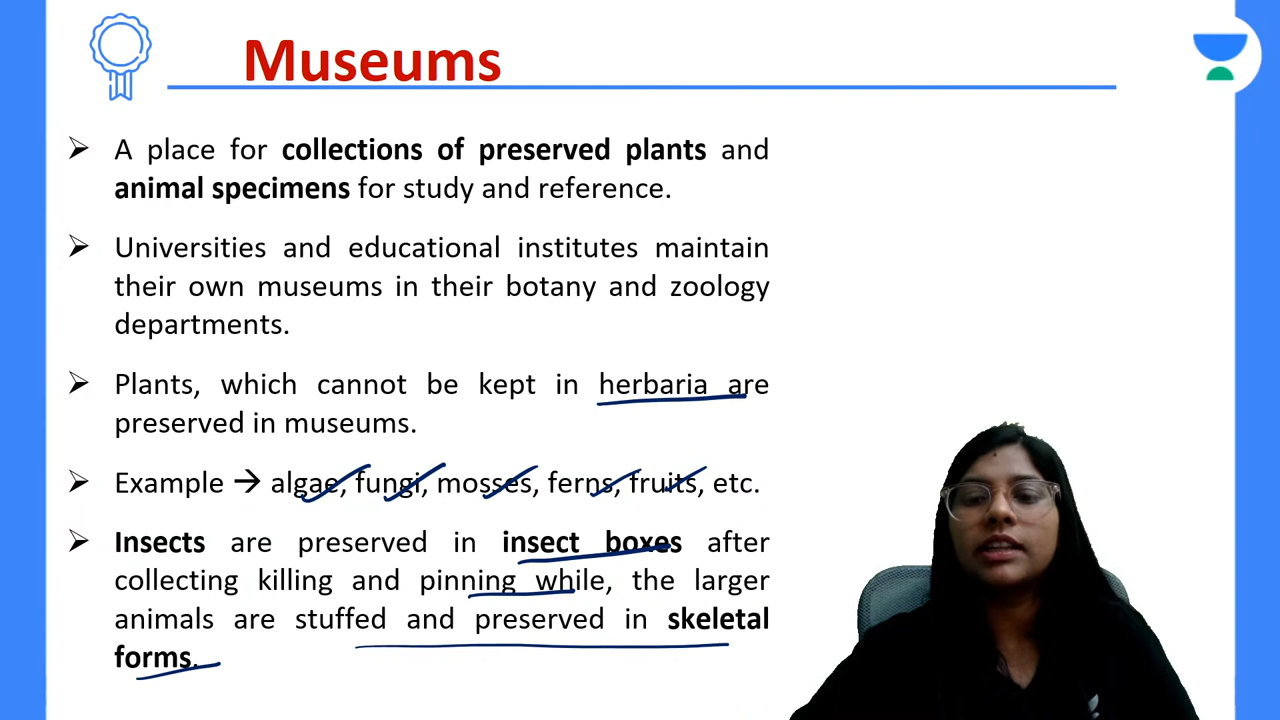 Museums
➢ A place for collections of preserved plants and
animal specimens for study and reference.
➢ Universities and educational institutes maintain
their own museums in their botany and zoology
departments.
➢ Plants, which cannot be kept in herbaria are
preserved in museums.
➢ Example → algae, fungi, mosses, ferns, fruits, etc.
➢ Insects are preserved in insect boxes after
collecting killing and pinning while, the larger
animals are stuffed and preserved in skeletal
forms.